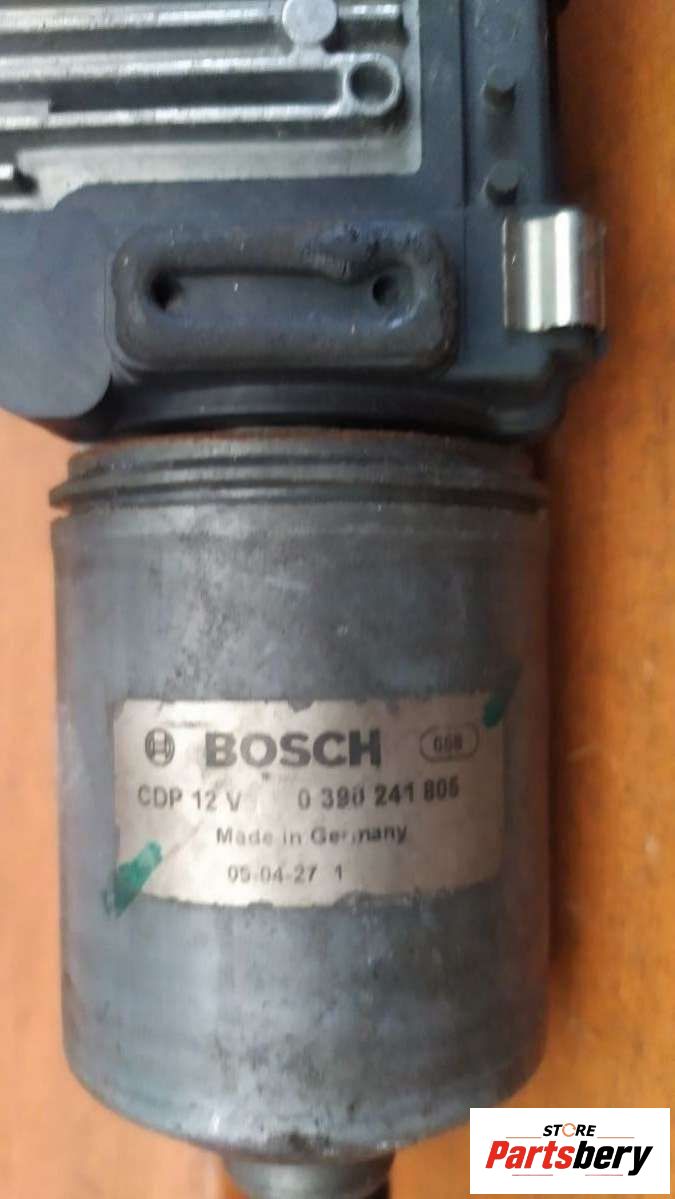 BOSCH
CDP 12 V 0 390 241 805
Made in Germany
05-04-27 1
STORE
Partsbery